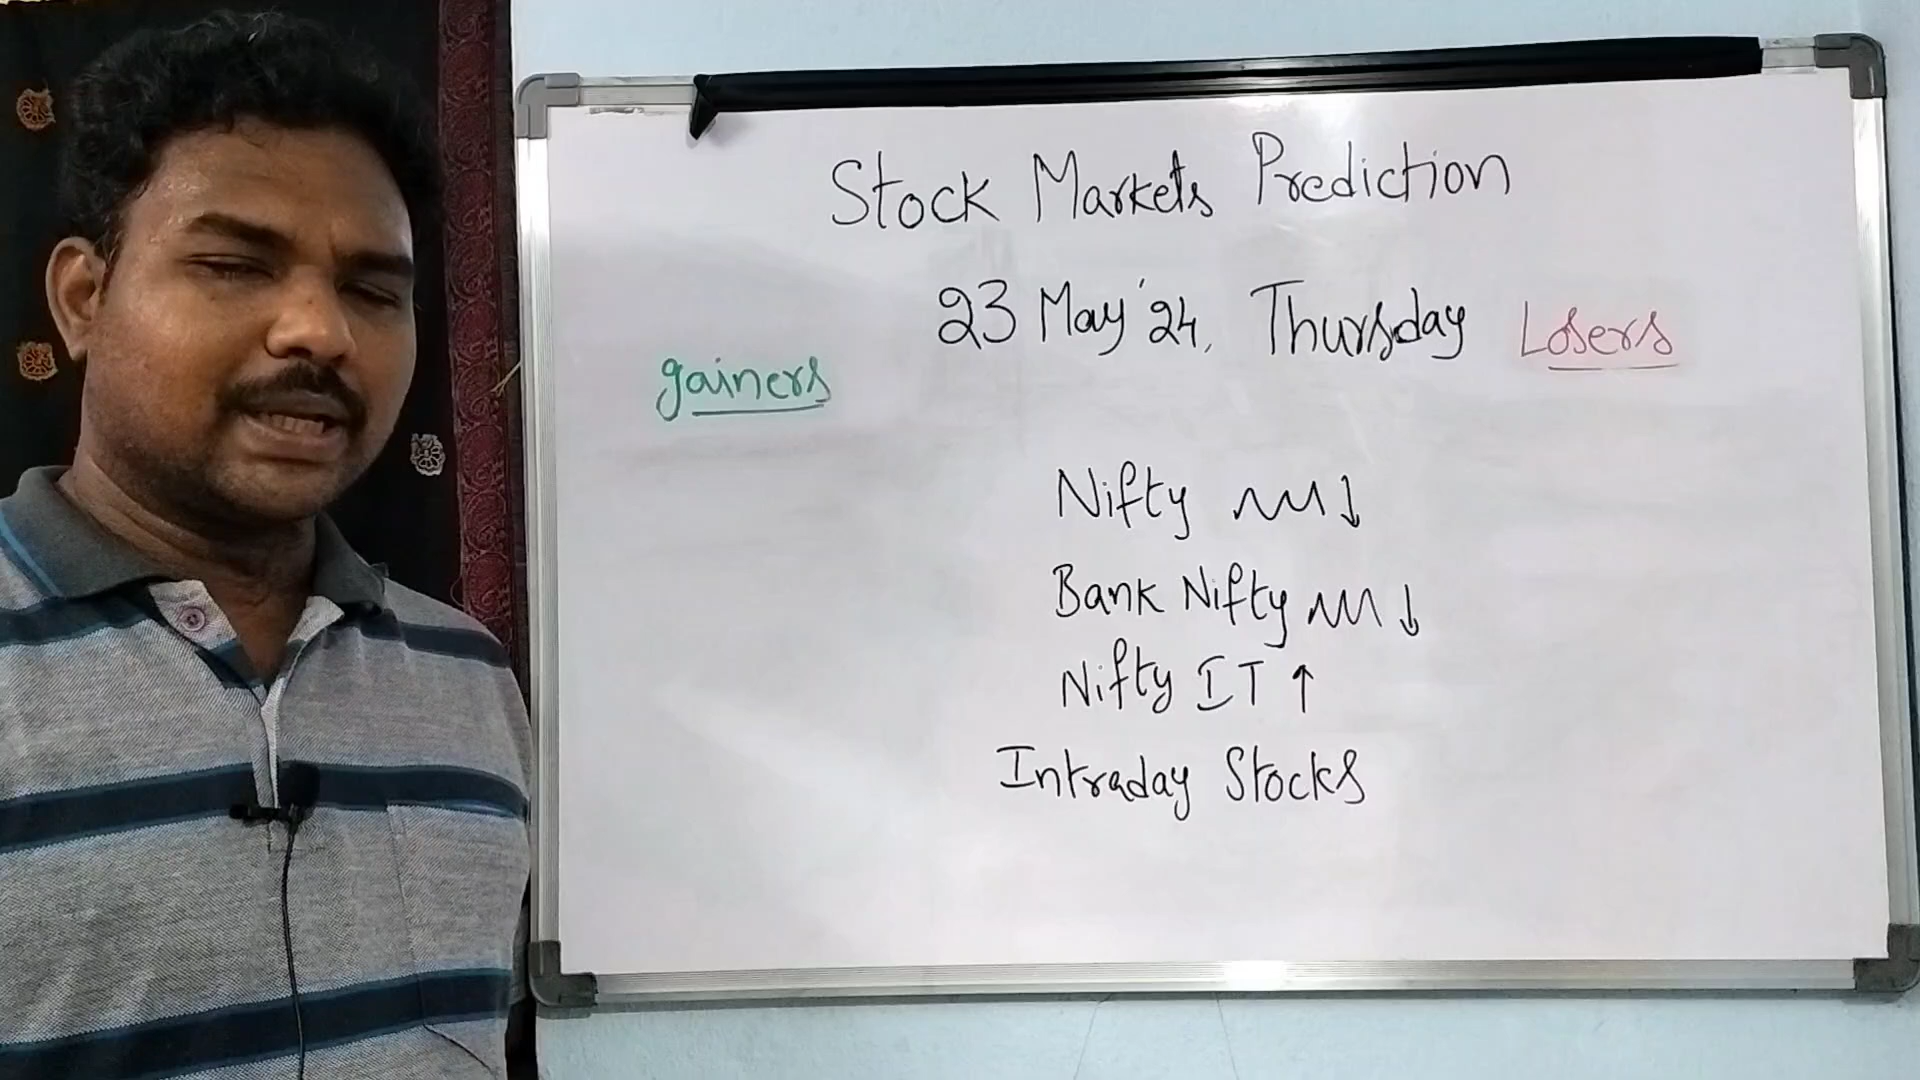 Stock Markets Prediction
23 May '24, Thursday
gainers
Losers
Nifty ↓
Bank Nifty ↓
Nifty IT ↑
Intraday Stocks